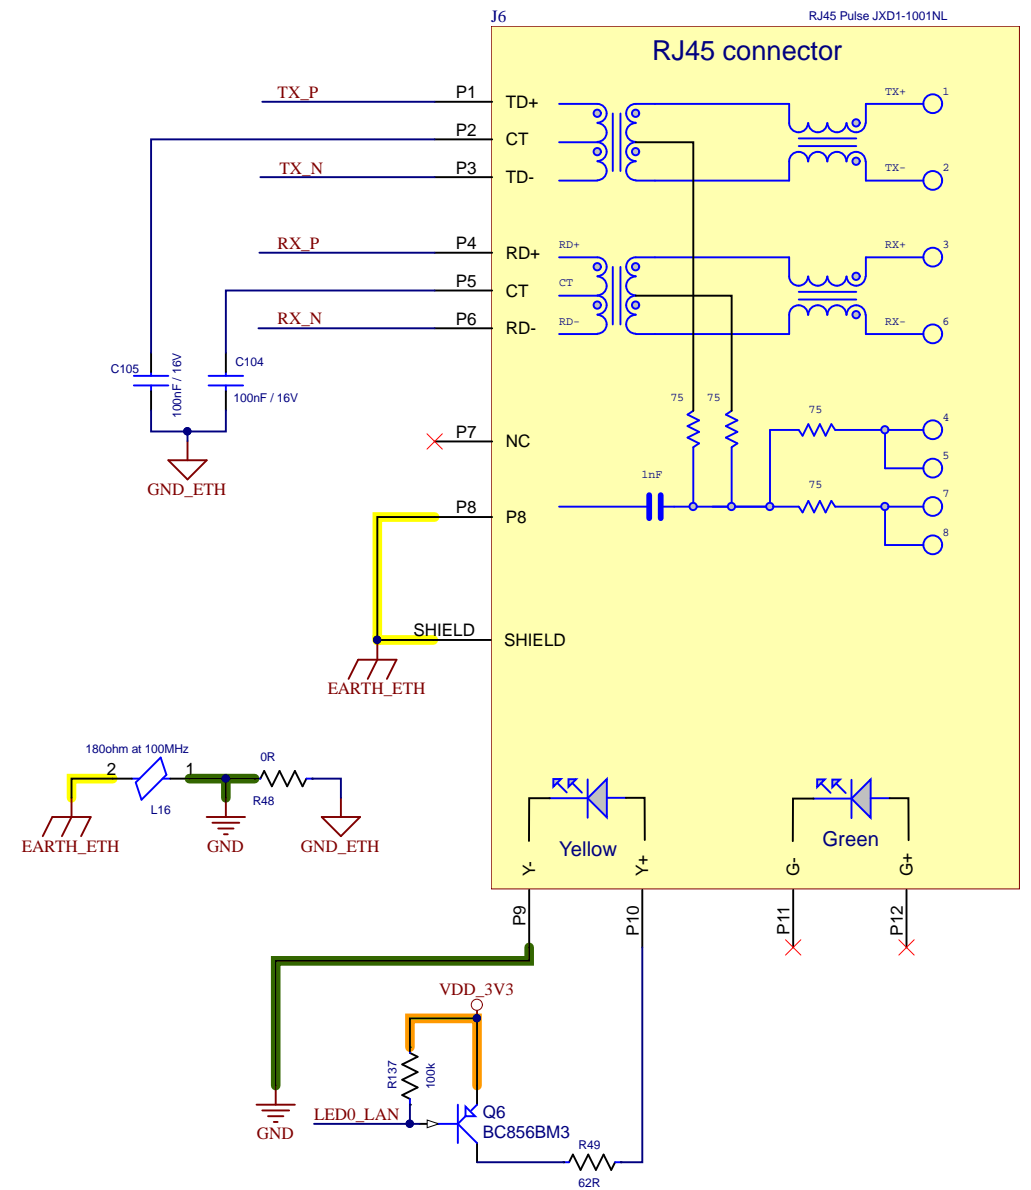 J6
RJ45 Pulse JXD1-1001NL
RJ45 connector
TX_P
P1
TD+
TX+
1
P2
CT
TX_N
P3
TD-
TX-
2
RX_P
P4
RD+
RD+
RX+
3
P5
CT
CT
RX_N
P6
RD-
RD-
RX-
6
C105
100nF / 16V
C104
100nF / 16V
GND_ETH
P7
NC
75
75
75
4
5
1nF
P8
P8
75
7
8
SHIELD
SHIELD
EARTH_ETH
180ohm at 100MHz
2
1
L16
0R
R48
EARTH_ETH
GND
GND_ETH
Yellow
Green
Y-
Y+
G-
G+
P9
P10
P11
P12
VDD_3V3
R137
100k
LED0_LAN
Q6
BC856BM3
GND
R49
62R